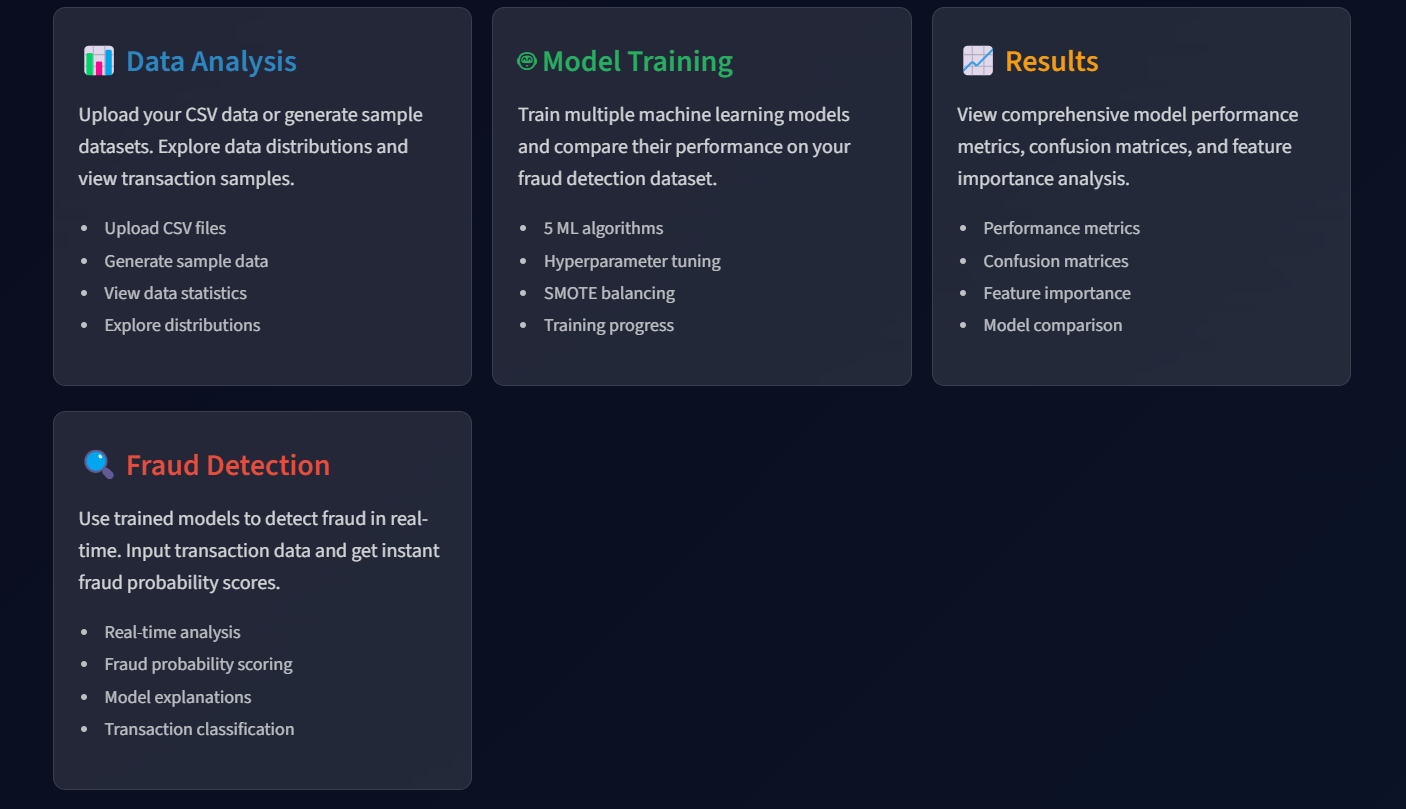 Data Analysis
Upload your CSV data or generate sample
datasets. Explore data distributions and
view transaction samples.
Upload CSV files
Generate sample data
View data statistics
Explore distributions
Model Training
Train multiple machine learning models
and compare their performance on your
fraud detection dataset.
5 ML algorithms
Hyperparameter tuning
SMOTE balancing
Training progress
Results
View comprehensive model performance
metrics, confusion matrices, and feature
importance analysis.
Performance metrics
Confusion matrices
Feature importance
Model comparison
Fraud Detection
Use trained models to detect fraud in real-
time. Input transaction data and get instant
fraud probability scores.
Real-time analysis
Fraud probability scoring
Model explanations
Transaction classification